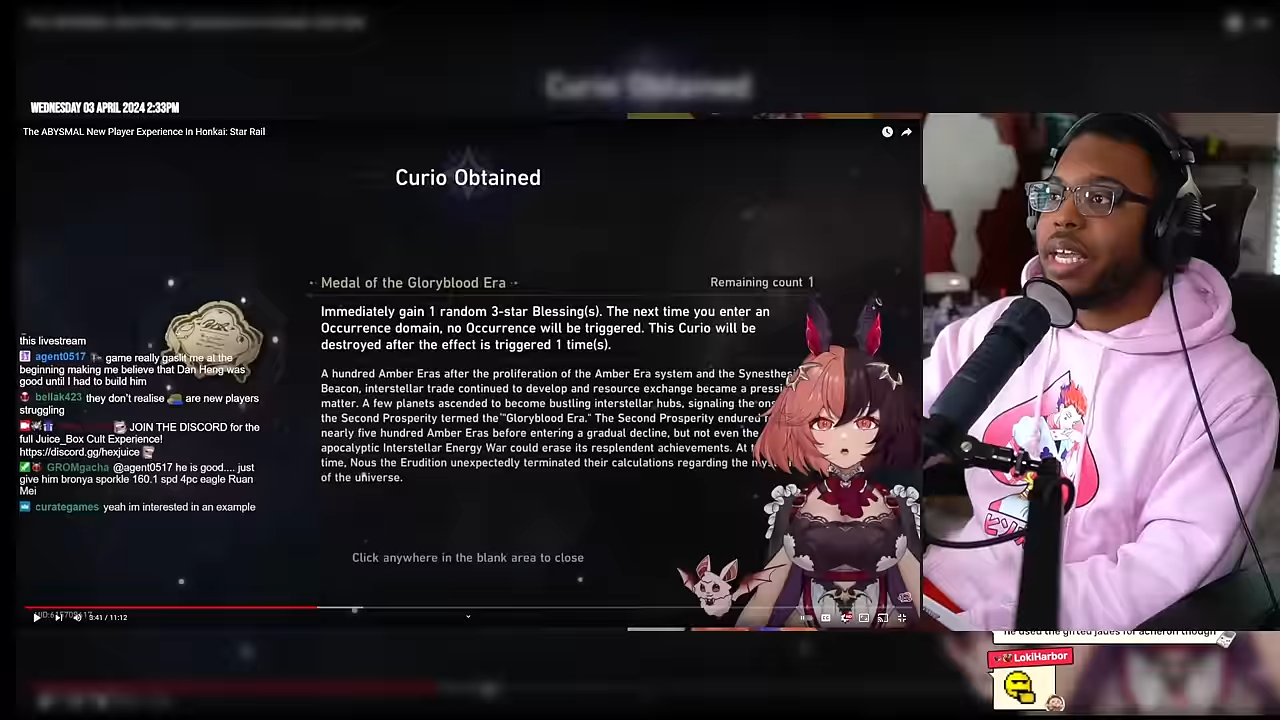 Curio Obtained
WEDNESDAY 03 APRIL 2024 2:33PM
The ABYSMAL New Player Experience In Honkai: Star Rail
Curio Obtained
Medal of the Gloryblood Era
Remaining count 1
Immediately gain 1 random 3-star Blessing(s). The next time you enter an
Occurrence domain, no Occurrence will be triggered. This Curio will be
destroyed after the effect is triggered 1 time(s).
A hundred Amber Eras after the proliferation of the Amber Era system and the
Beacon, interstellar trade continued to develop and resource exchange became a
matter. A few planets ascended to become bustling interstellar hubs, signaling the
the Second Prosperity termed the "Gloryblood Era." The Second Prosperity endured
nearly five hundred Amber Eras before entering a gradual decline, but not even the
apocalyptic Interstellar Energy War could erase its resplendent achievements. At
time, Nous the Erudition unexpectedly terminated their calculations regarding the
of the universe.
Click anywhere in the blank area to close
this livestream
agent0517 game really gaslit me at the
beginning making me believe that Dan Heng was
good until I had to build him
bellak423 they don't realise are new players
struggling
JOIN THE DISCORD for the
full Juice_Box Cult Experience!
https://discord.gg/hexjuice
GROMgacha @agent0517 he is good.... just
give him bronya sporkle 160.1 spd 4pc eagle Ruan
Mei
curategames yeah im interested in an example
3:41 / 11:12
he used the gifted jades for acheron though
LokiHarbor